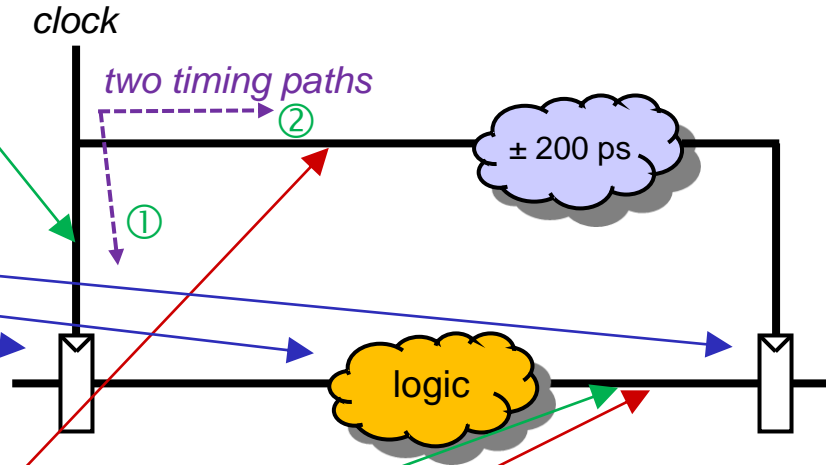 clock
two timing paths
②
± 200 ps
①
logic